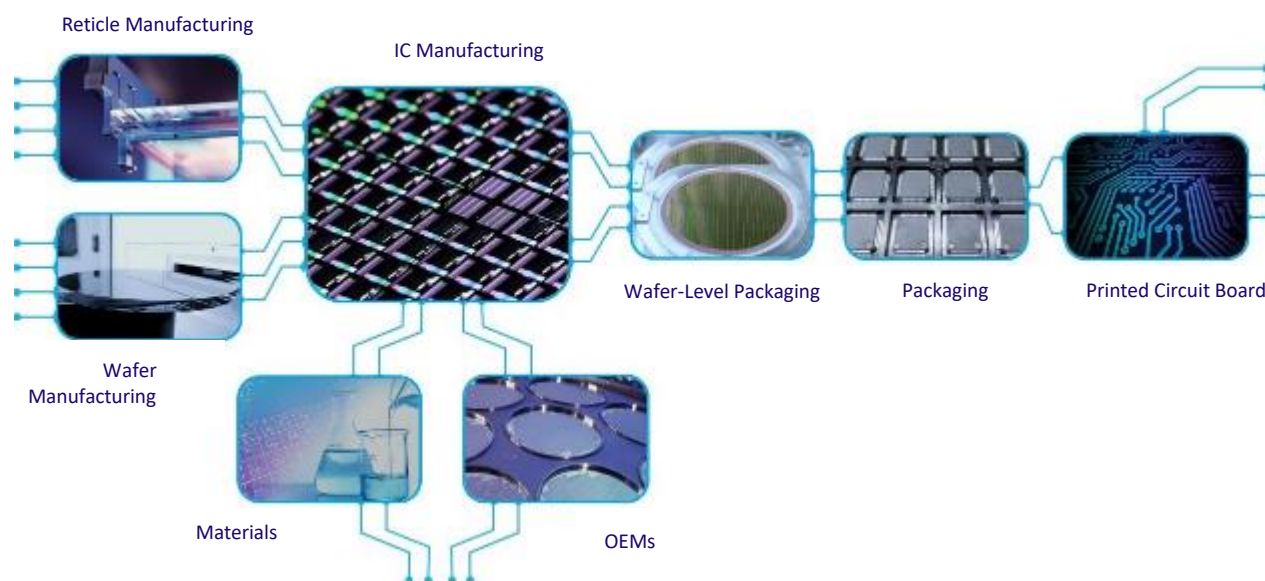 Reticle Manufacturing
IC Manufacturing
Wafer-Level Packaging
Packaging
Printed Circuit Board
Wafer
Manufacturing
Materials
OEMs